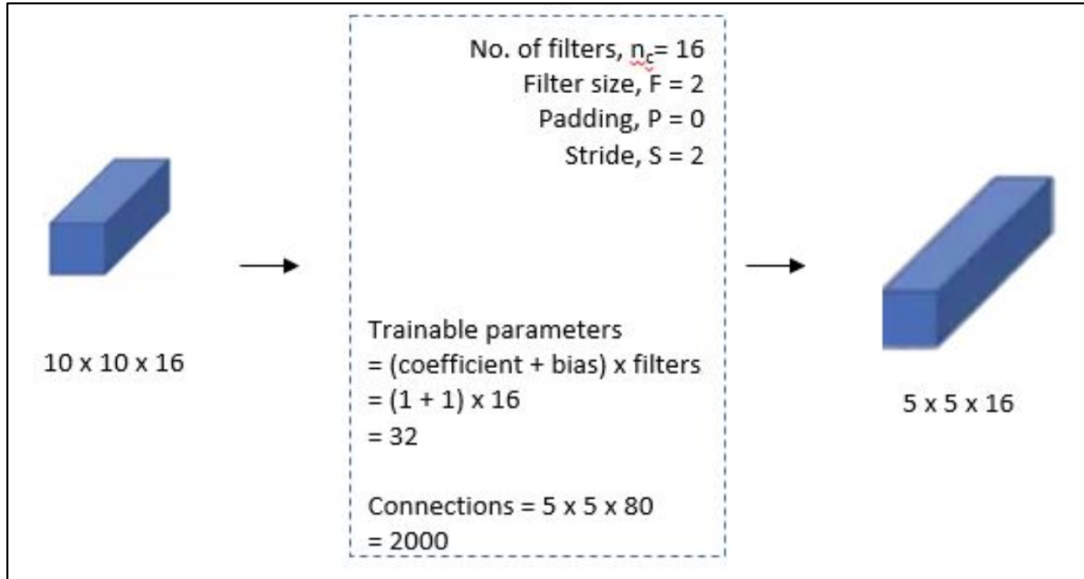 No. of filters, nc= 16
Filter size, F = 2
Padding, P = 0
Stride, S = 2
10 x 10 x 16
Trainable parameters
= (coefficient + bias) x filters
= (1 + 1) x 16
= 32
Connections = 5 x 5 x 80
= 2000
5 x 5 x 16